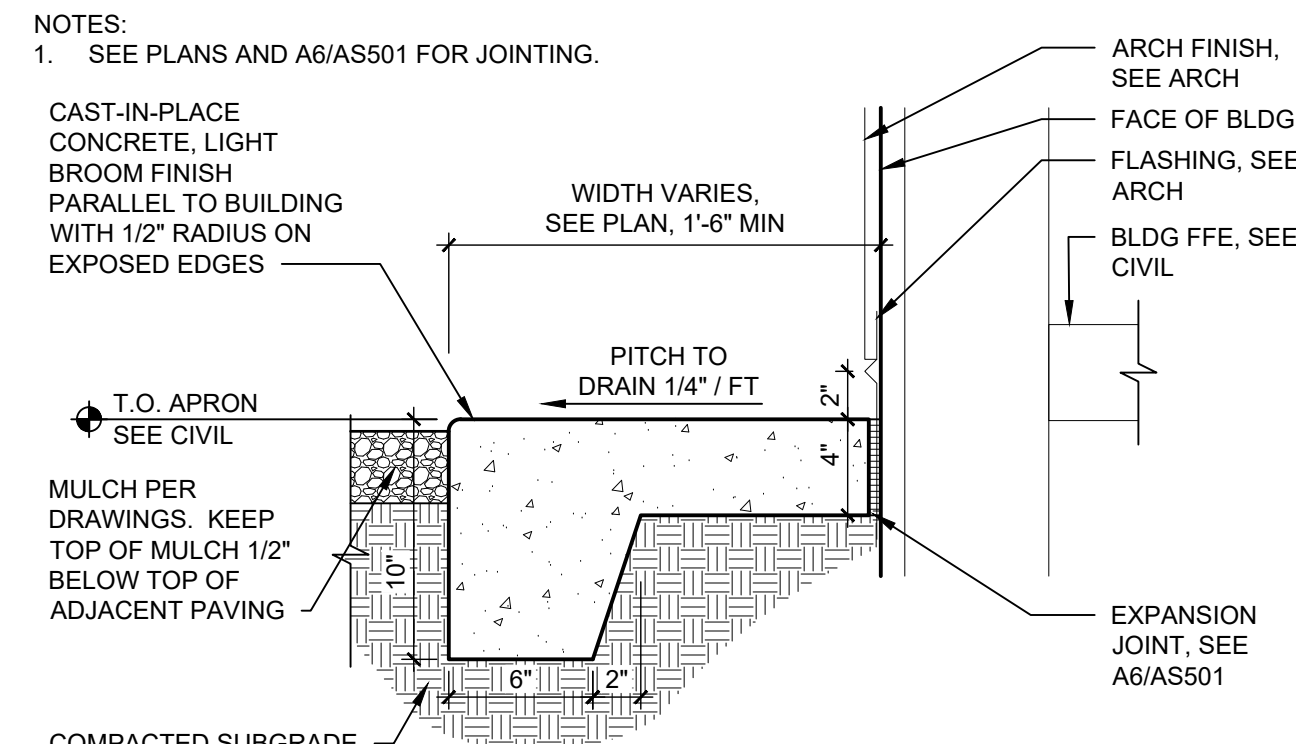 NOTES:
1. SEE PLANS AND A6/AS501 FOR JOINTING.
CAST-IN-PLACE
CONCRETE, LIGHT
BROOM FINISH
PARALLEL TO BUILDING
WITH 1/2" RADIUS ON
EXPOSED EDGES
WIDTH VARIES,
SEE PLAN, 1'-6" MIN
ARCH FINISH,
SEE ARCH
FACE OF BLDG
FLASHING, SEE
ARCH
BLDG FFE, SEE
CIVIL
PITCH TO
DRAIN 1/4" / FT
2"
4"
T.O. APRON
SEE CIVIL
MULCH PER
DRAWINGS. KEEP
TOP OF MULCH 1/2"
BELOW TOP OF
ADJACENT PAVING
10"
6"
2"
EXPANSION
JOINT, SEE
A6/AS501
COMPACTED SUBGRADE